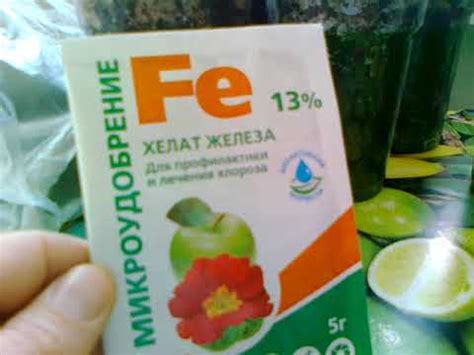 МИКРОУДОБРЕНИЕ
Fe
13%
ХЕЛАТ ЖЕЛЕЗА
Для профилактики
и лечения хлороза
5г